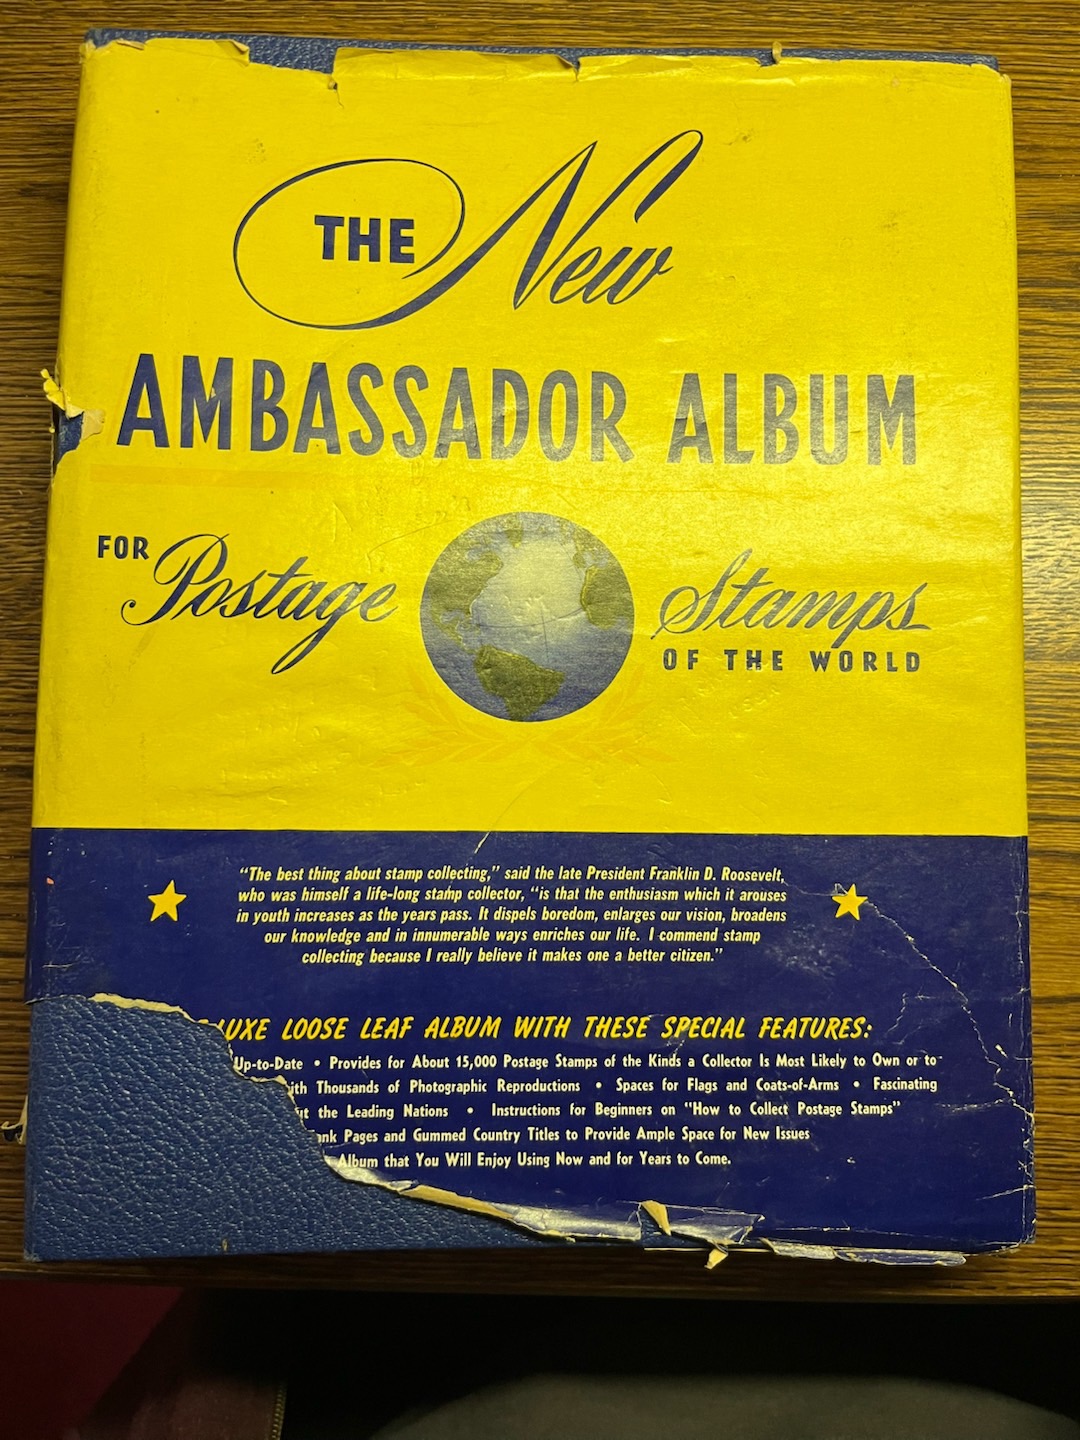 THE New
AMBASSADOR ALBUM
FOR Postage Stamps
OF THE WORLD
"The best thing about stamp collecting," said the late President Franklin D. Roosevelt,
who was himself a life-long stamp collector, "is that the enthusiasm which it arouses
in youth increases as the years pass. It dispels boredom, enlarges our vision, broadens
our knowledge and in innumerable ways enriches our life. I commend stamp
collecting because I really believe it makes one a better citizen."
LOOSE LEAF ALBUM WITH THESE SPECIAL FEATURES:
Up-to-Date • Provides for About 15,000 Postage Stamps of the Kinds a Collector Is Most Likely to Own or to
with Thousands of Photographic Reproductions • Spaces for Flags and Coats-of-Arms • Fascinating
the Leading Nations • Instructions for Beginners on "How to Collect Postage Stamps"
Pages and Gummed Country Titles to Provide Ample Space for New Issues
Album that You Will Enjoy Using Now and for Years to Come.